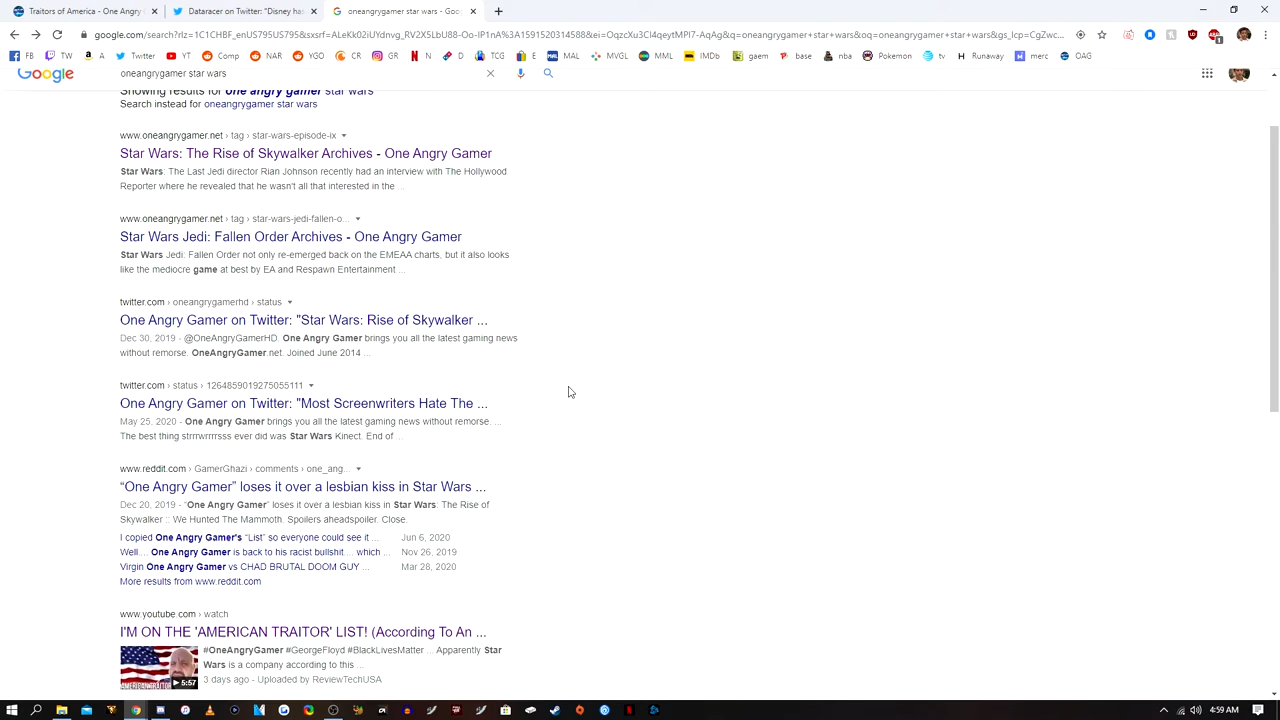 Traitors of America - One Angry G
Dataracer on Twitter: "Disney has
oneangrygamer star wars - Goo
google.com/search?rlz=1C1CHBF_enUS795US795&sxsrf=ALeKk02iUYdnvg_RV2X5LbU88-Oo-IP1nA%3A1591520314588&ei=OqzcXu3CI4qeytMPl7-AqAg&q=oneangrygamer+star+wars&oq=oneangrygamer+star+wars&gs_lcp=CgZwc...
FB TW A Twitter YT Comp NAR YGO CR GR N D TCG E MAL MVGL MML IMDb gaem base nba Pokemon tv Runaway merc OAG
Google oneangrygamer star wars
Showing results for one angry gamer star wars
Search instead for oneangrygamer star wars
www.oneangrygamer.net › tag › star-wars-episode-ix
Star Wars: The Rise of Skywalker Archives - One Angry Gamer
Star Wars: The Last Jedi director Rian Johnson recently had an interview with The Hollywood
Reporter where he revealed that he wasn't all that interested in the ...
www.oneangrygamer.net › tag › star-wars-jedi-fallen-o...
Star Wars Jedi: Fallen Order Archives - One Angry Gamer
Star Wars Jedi: Fallen Order not only re-emerged back on the EMEAA charts, but it also looks
like the mediocre game at best by EA and Respawn Entertainment ...
twitter.com › oneangrygamerhd › status
One Angry Gamer on Twitter: "Star Wars: Rise of Skywalker ...
Dec 30, 2019 - @OneAngryGamerHD. One Angry Gamer brings you all the latest gaming news
without remorse. OneAngryGamer.net. Joined June 2014 ...
twitter.com › status › 1264859019275055111
One Angry Gamer on Twitter: "Most Screenwriters Hate The ...
May 25, 2020 - One Angry Gamer brings you all the latest gaming news without remorse. ...
The best thing strrrwrrrrsss ever did was Star Wars Kinect. End of ...
www.reddit.com › GamerGhazi › comments › one_ang...
“One Angry Gamer” loses it over a lesbian kiss in Star Wars ...
Dec 20, 2019 - “One Angry Gamer” loses it over a lesbian kiss in Star Wars: The Rise of
Skywalker :: We Hunted The Mammoth. Spoilers aheadspoiler. Close.
I copied One Angry Gamer's “List” so everyone could see it ... Jun 6, 2020
Well.... One Angry Gamer is back to his racist bullshit.... which ... Nov 26, 2019
Virgin One Angry Gamer vs CHAD BRUTAL DOOM GUY ... Mar 28, 2020
More results from www.reddit.com
www.youtube.com › watch
I'M ON THE 'AMERICAN TRAITOR' LIST! (According To An ...
#OneAngryGamer #GeorgeFloyd #BlackLivesMatter ... Apparently Star
Wars is a company according to this ...
5:57
3 days ago - Uploaded by ReviewTechUSA
4:59 AM